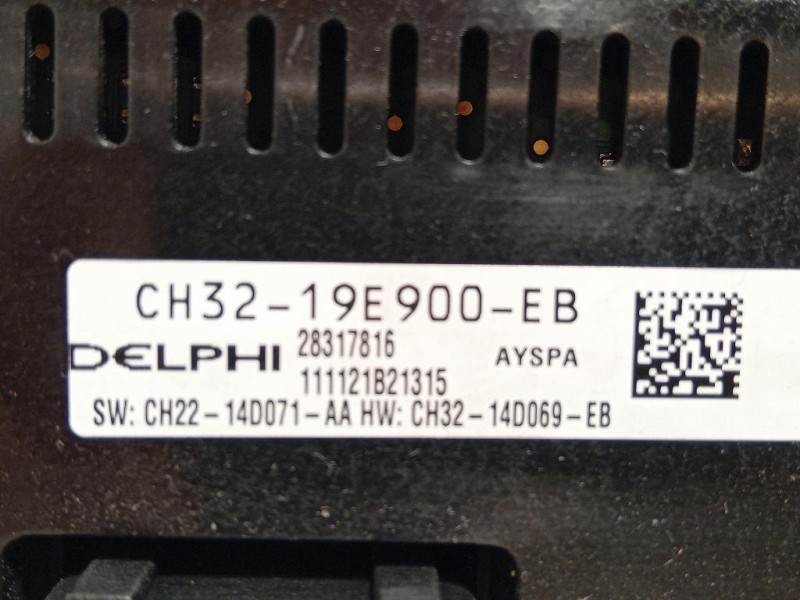 CH32-19E900-EB
DELPHI 28317816 AYSPA
111121B21315
SW: CH22-14D071-AA HW: CH32-14D069-EB